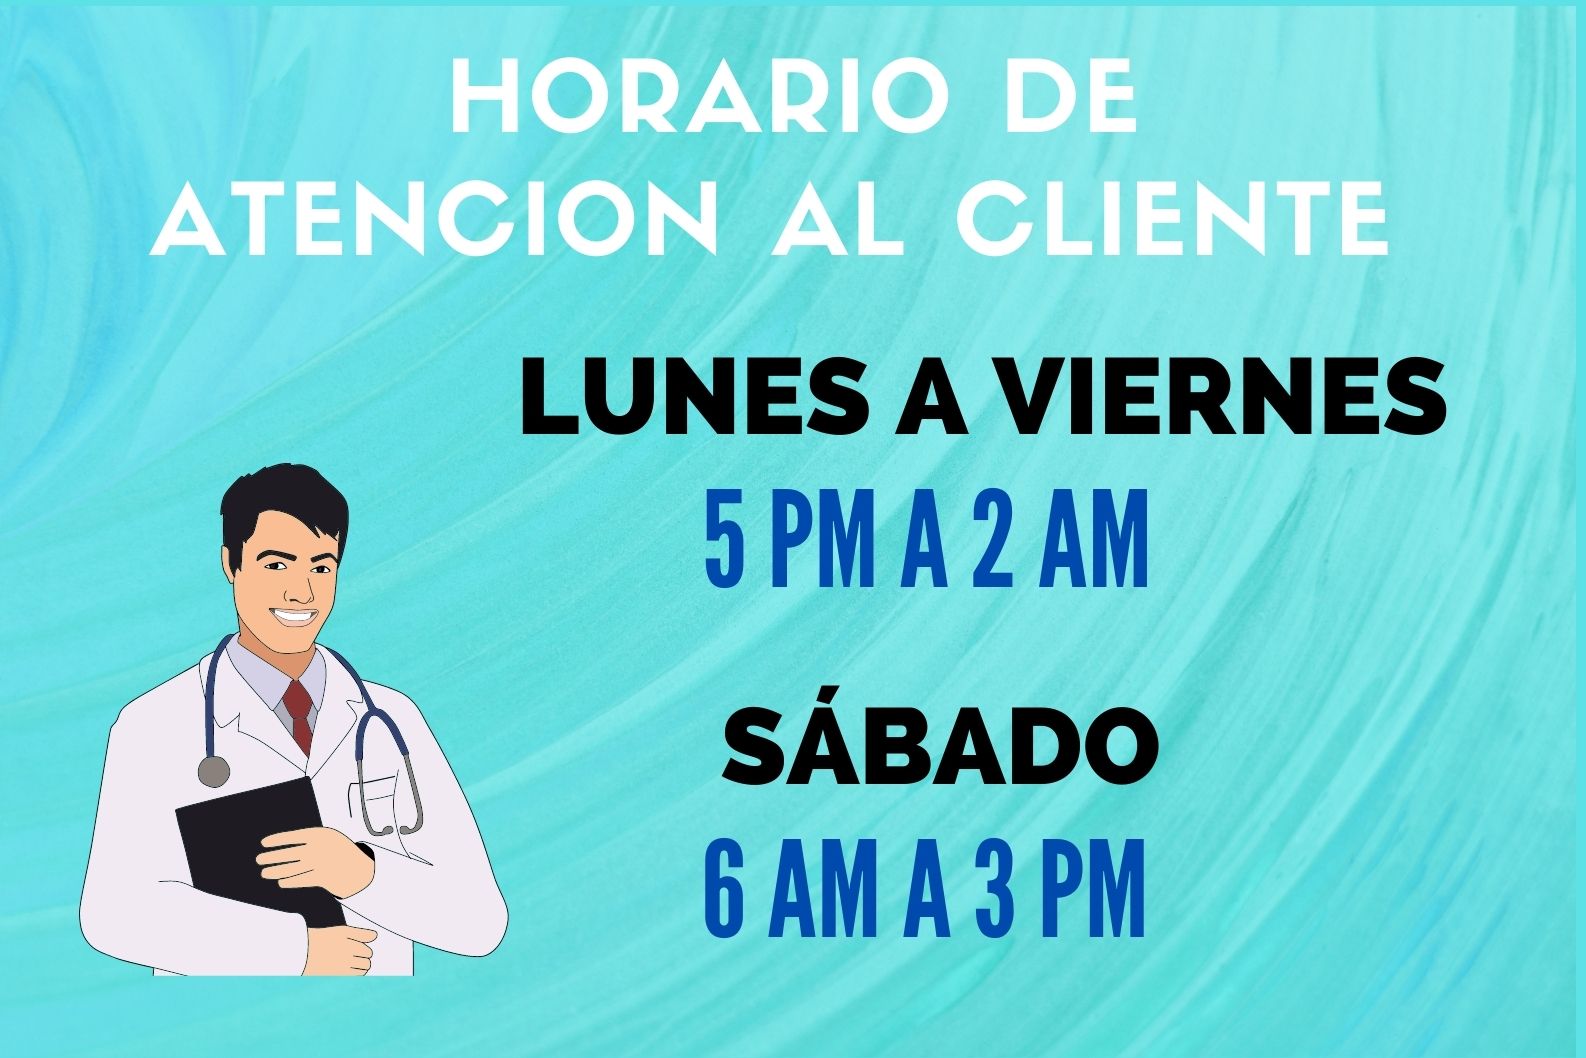 HORARIO DE
ATENCION AL CLIENTE
LUNES A VIERNES
5 PM A 2 AM
SÁBADO
6 AM A 3 PM